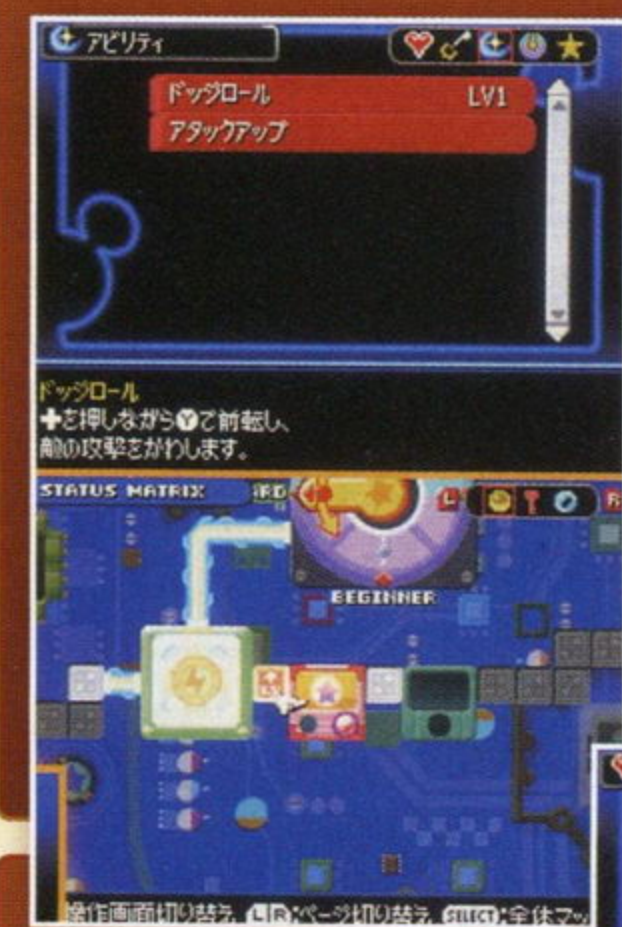 アビリティ
ドッジロール LV1
アタックアップ
ドッジロール
✚を押しながらⓎで前転し、
敵の攻撃をかわします。
STATUS MATRIX
L R
BEGINNER
操作画面切り替え L R:ページ切り替え SELECT:全体マッ